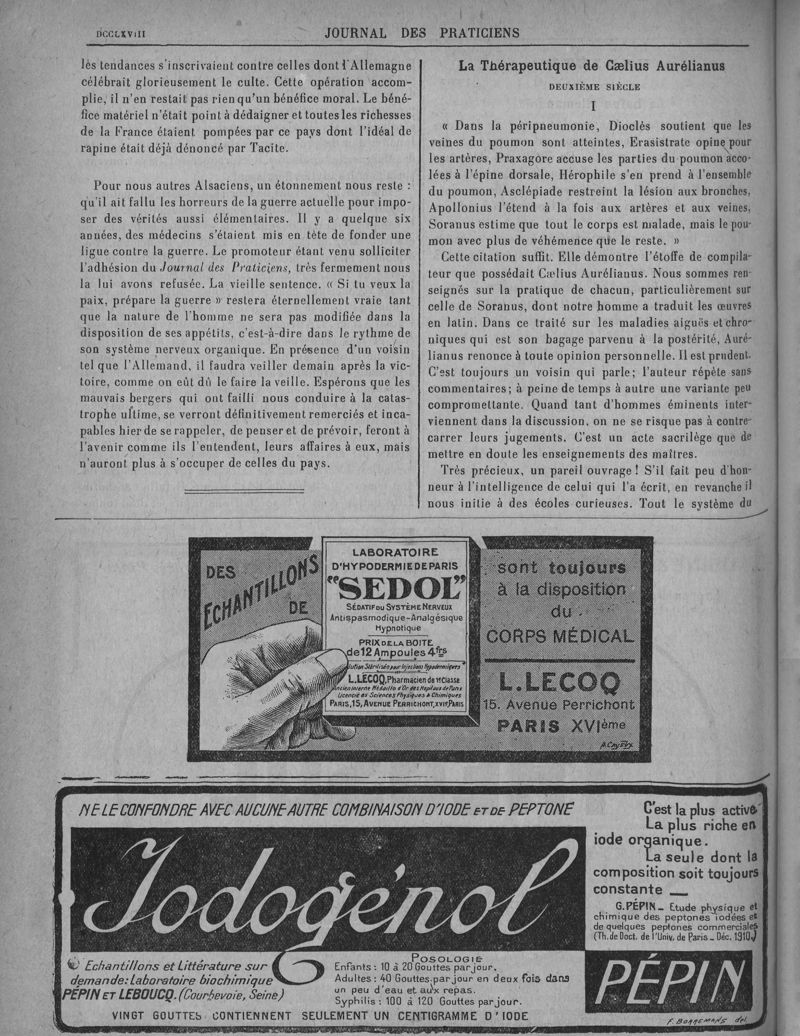 DCCLXVIII
JOURNAL DES PRATICIENS
lės tendances s'inscrivaient contre celles dont l'Allemagne
célébrait glorieusement le culte. Cette opération accom-
plie, il n'en restait pas rien qu'un bénéfice moral. Le béné-
fice matériel n'était point à dédaigner et toutes les richesses
de la France étaient pompées par ce pays dont l'idéal de
rapine était déjà dénoncé par Tacite.
Pour nous autres Alsaciens, un étonnement nous reste :
qu'il ait fallu les horreurs de la guerre actuelle pour impo-
ser des vérités aussi élémentaires. Il y a quelque six
années, des médecins s'étaient mis en tête de fonder une
ligue contre la guerre. Le promoteur étant venu solliciter
l'adhésion du Journal des Praticiens, très fermement nous
la lui avons refusée. La vieille sentence. « Si tu veux la
paix, prépare la guerre » restera éternellement vraie tant
que la nature de l'homme ne sera pas modifiée dans la
disposition de ses appétits, c'est-à-dire dans le rythme de
son système nerveux organique. En présence d'un voisin
tel que l'Allemand, il faudra veiller demain après la vic-
toire, comme on eût dû le faire la veille. Espérons que les
mauvais bergers qui ont failli nous conduire à la catas-
trophe ultime, se verront définitivement remerciés et inca-
pables hier de se rappeler, de penser et de prévoir, feront à
l'avenir comme ils l'entendent, leurs affaires à eux, mais
n'auront plus à s'occuper de celles du pays.
La Thérapeutique de Cælius Aurélianus
DEUXIÈME SIÈCLE
I
« Dans la péripneumonie, Dioclès soutient que les
veines du poumon sont atteintes, Erasistrate opine pour
les artères, Praxagore accuse les parties du poumon acco-
lées à l'épine dorsale, Hérophile s'en prend à l'ensemble
du poumon, Asclépiade restreint la lésion aux bronches,
Apollonius l'étend à la fois aux artères et aux veines,
Soranus estime que tout le corps est malade, mais le pou-
mon avec plus de véhémence que le reste. »
Cette citation suffit. Elle démontre l'étoffe de compila-
teur que possédait Cælius Aurélianus. Nous sommes ren-
seignés sur la pratique de chacun, particulièrement sur
celle de Soranus, dont notre homme a traduit les œuvres
en latin. Dans ce traité sur les maladies aiguës et chro-
niques qui est son bagage parvenu à la postérité, Auré-
lianus renonce à toute opinion personnelle. Il est prudent.
C'est toujours un voisin qui parle; l'auteur répète sans
commentaires; à peine de temps à autre une variante peu
compromettante. Quand tant d'hommes éminents inter-
viennent dans la discussion, on ne se risque pas à contre-
carrer leurs jugements. C'est un acte sacrilège que de
mettre en doute les enseignements des maîtres.
Très précieux, un pareil ouvrage ! S'il fait peu d'hon-
neur à l'intelligence de celui qui l'a écrit, en revanche il
nous initie à des écoles curieuses. Tout le système du
DES
ECHANTILLONS
DE
LABORATOIRE
D'HYPODERMIE DE PARIS
"SEDOL"
SÉDATIF DU SYSTÈME NERVEUX
Antispasmodique-Analgésique
Hypnotique
PRIX DE LA BOITE
de 12 Ampoules 4frs
Solution Stérilisée pour Injections Hypodermiques
L.LECOQ, Pharmacien de 1re Classe
Ancien interne Médaille d'Or des Hopitaux de Paris
Licencié ès Sciences Physiques & Chimiques
PARIS, 15, AVENUE PERRICHONT, XVIe, PARIS
sont toujours
à la disposition
du
CORPS MÉDICAL
L. LECOQ
15. Avenue Perrichont
PARIS XVIème
NE LE CONFONDRE AVEC AUCUNE AUTRE COMBINAISON D'IODE ET DE PEPTONE
Iodogénol
C'est la plus active
La plus riche en
iode organique.
La seule dont la
composition soit toujours
constante —
G.PÉPIN — Etude physique et
chimique des peptones iodées et
de quelques peptones commerciales
(Th. de Doct. de l'Univ. de Paris — Déc. 1910)
Echantillons et Littérature sur
demande: Laboratoire biochimique
PÉPIN ET LEBOUCQ. (Courbevoie, Seine)
POSOLOGIE
Enfants : 10 à 20 Gouttes par jour.
Adultes : 40 Gouttes par jour en deux fois dans
un peu d'eau et aux repas.
Syphilis : 100 à 120 Gouttes par jour.
PÉPIN
VINGT GOUTTES CONTIENNENT SEULEMENT UN CENTIGRAMME D'IODE